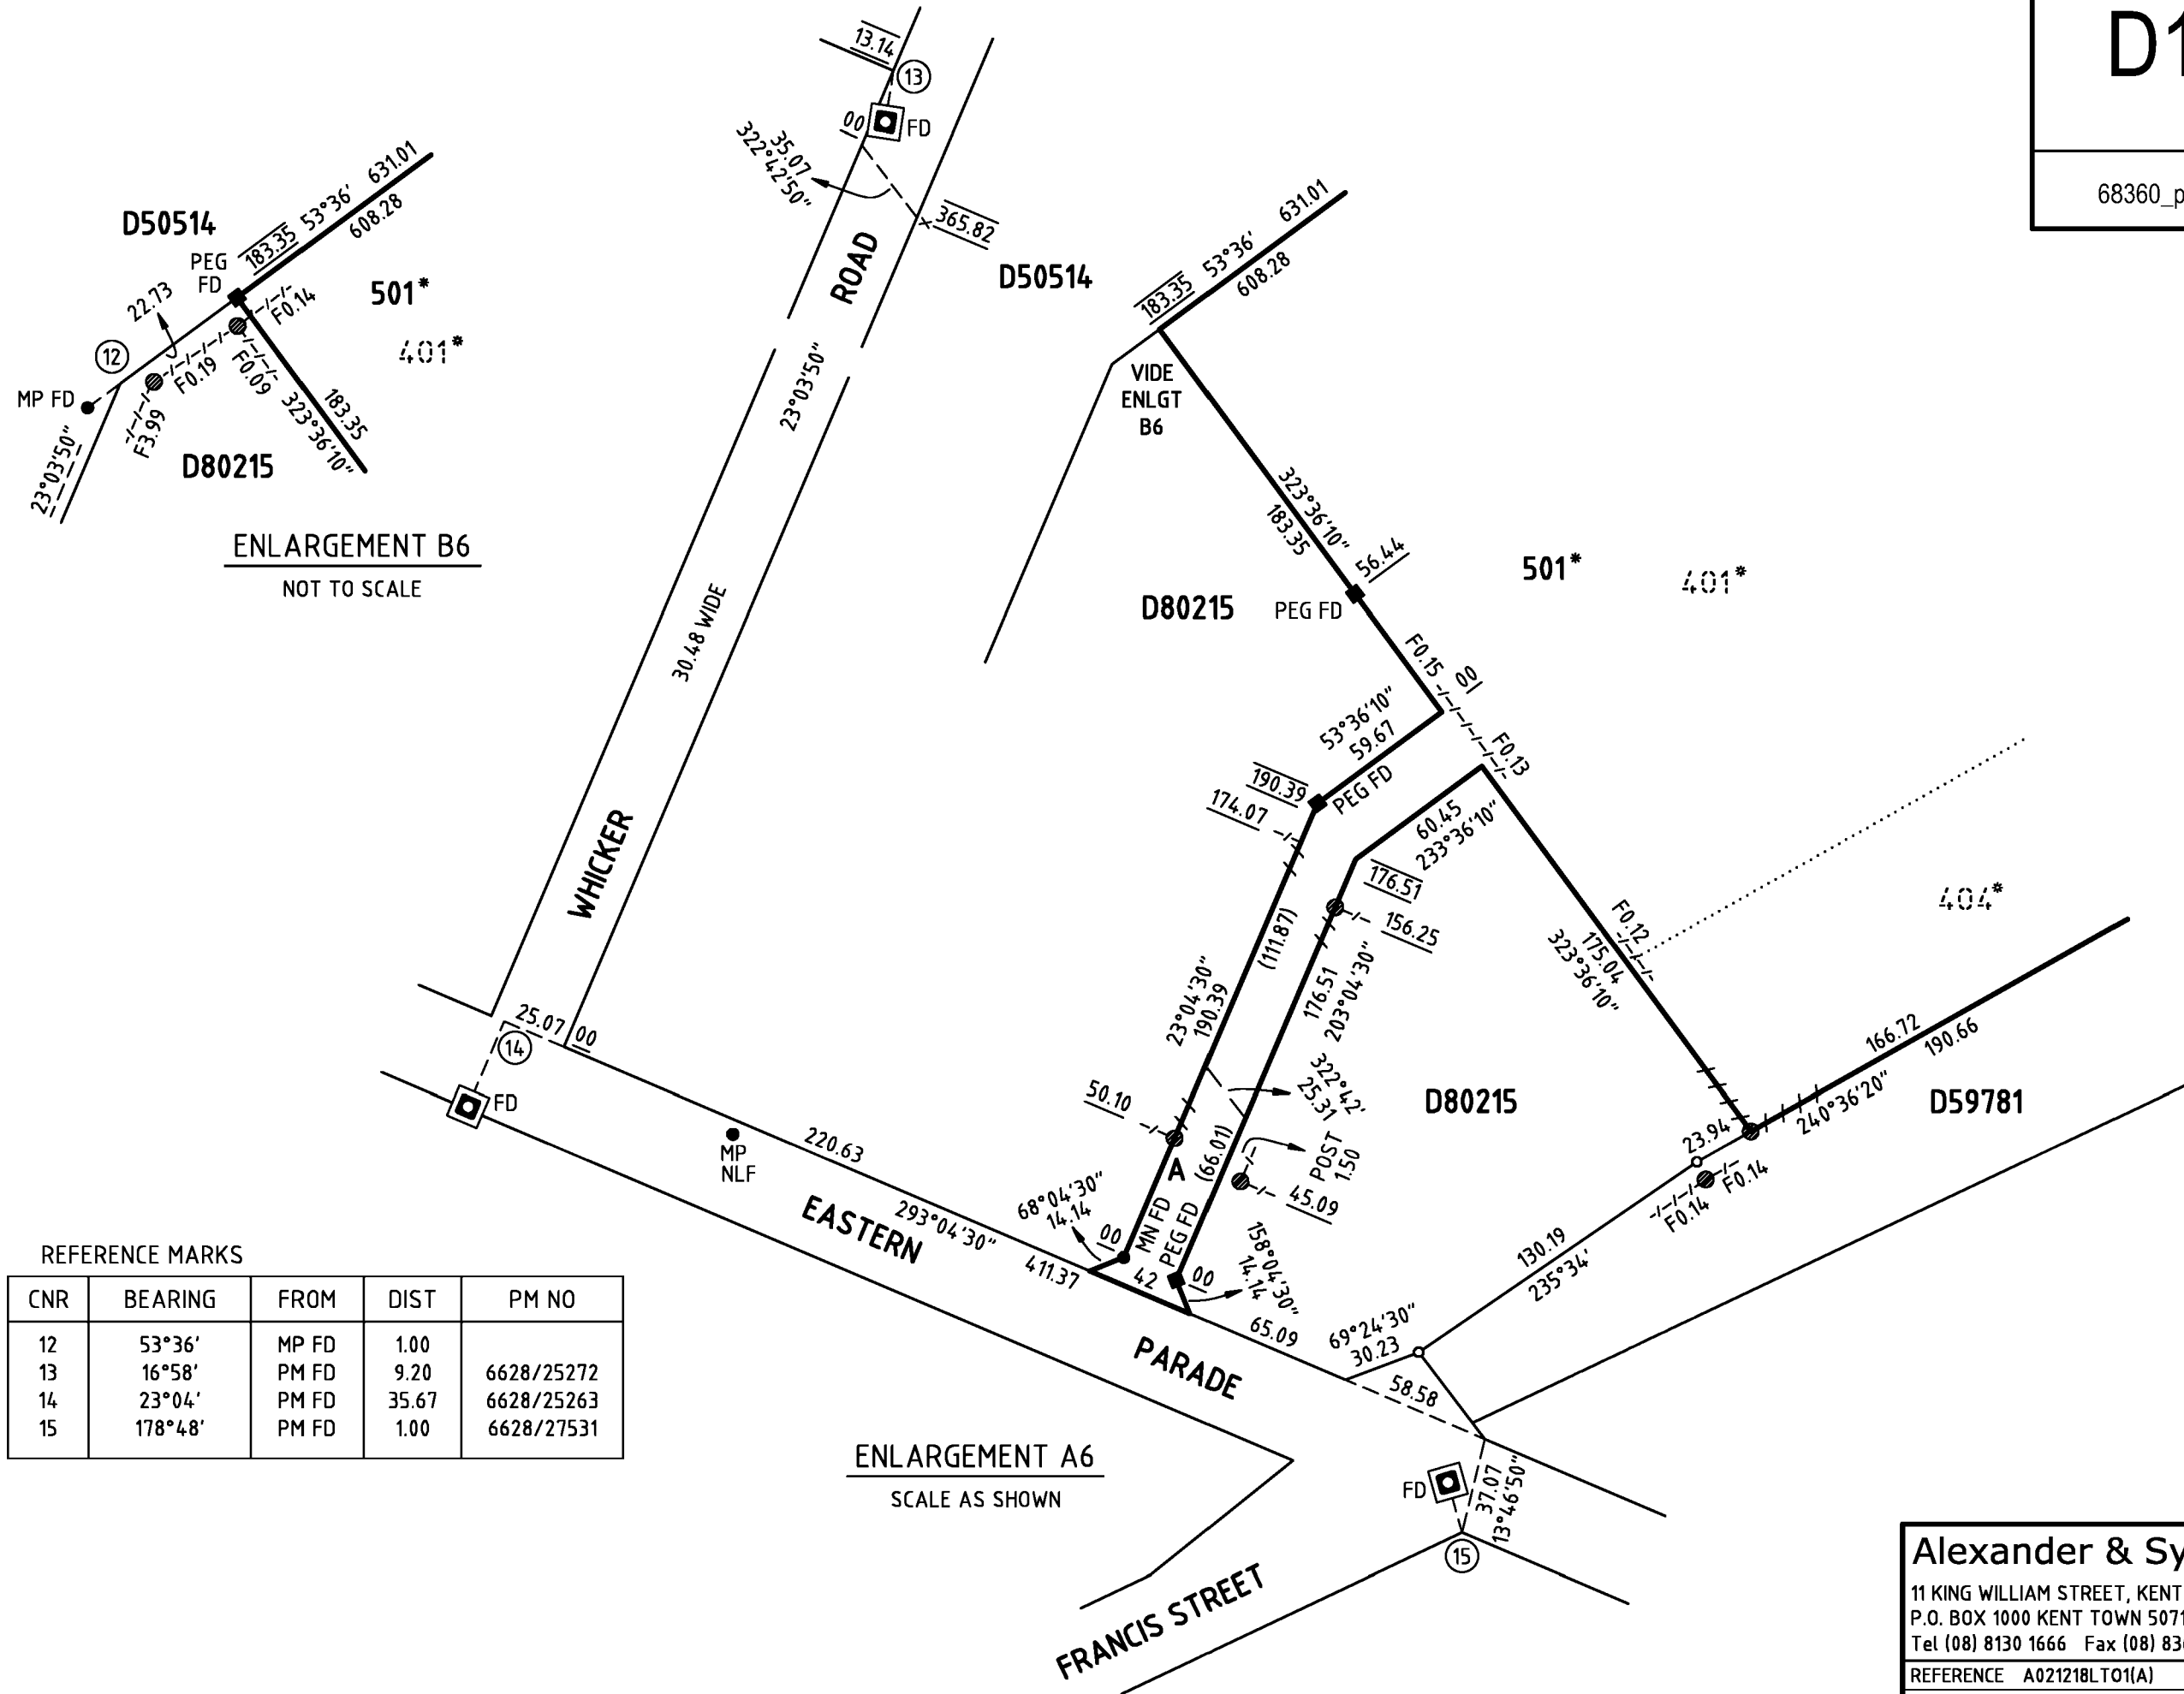 D1
68360_p
13.14
13
00
FD
35.07
322°42'50"
365.82
ROAD
D50514
23°03'50"
30.48 WIDE
WHICKER
D50514
PEG
FD
183.35 53°36' 631.01
608.28
501*
401*
22.73
F0.14
12
F0.19
F0.09
MP FD
F3.99
183.35
323°36'10"
23°03'50"
D80215
ENLARGEMENT B6
NOT TO SCALE
183.35 53°36' 631.01
608.28
VIDE
ENLGT
B6
323°36'10"
183.35
56.44
501*
401*
D80215
PEG FD
F0.15
00
F0.13
53°36'10"
59.67
190.39
PEG FD
174.07
60.45
233°36'10"
176.51
156.25
(111.87)
F0.12
175.04
323°36'10"
404*
23°04'30"
190.39
176.51
203°04'30"
25.07
00
14
FD
322°42'
25.31
166.72
190.66
50.10
D80215
240°36'20"
D59781
23.94
MP
NLF
220.63
A
(66.01)
POST
1.50
45.09
F0.14
F0.14
68°04'30"
14.14
00
MN FD
PEG FD
EASTERN
293°04'30"
411.37
42
00
158°04'30"
14.14
130.19
235°34'
65.09
69°24'30"
30.23
PARADE
58.58
REFERENCE MARKS
CNR BEARING FROM DIST PM NO
12 53°36' MP FD 1.00
13 16°58' PM FD 9.20 6628/25272
14 23°04' PM FD 35.67 6628/25263
15 178°48' PM FD 1.00 6628/27531
ENLARGEMENT A6
SCALE AS SHOWN
FD
37.07
13°46'50"
15
FRANCIS STREET
Alexander & Sy
11 KING WILLIAM STREET, KENT
P.O. BOX 1000 KENT TOWN 5071
Tel (08) 8130 1666 Fax (08) 83
REFERENCE A021218LT01(A)